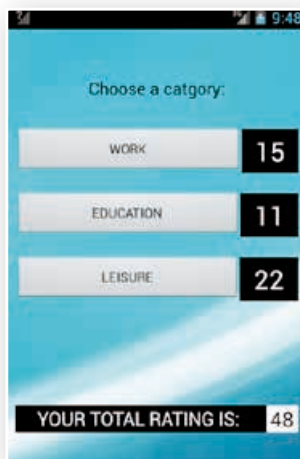 9:48
Choose a catgory:
WORK 15
EDUCATION 11
LEISURE 22
YOUR TOTAL RATING IS: 48